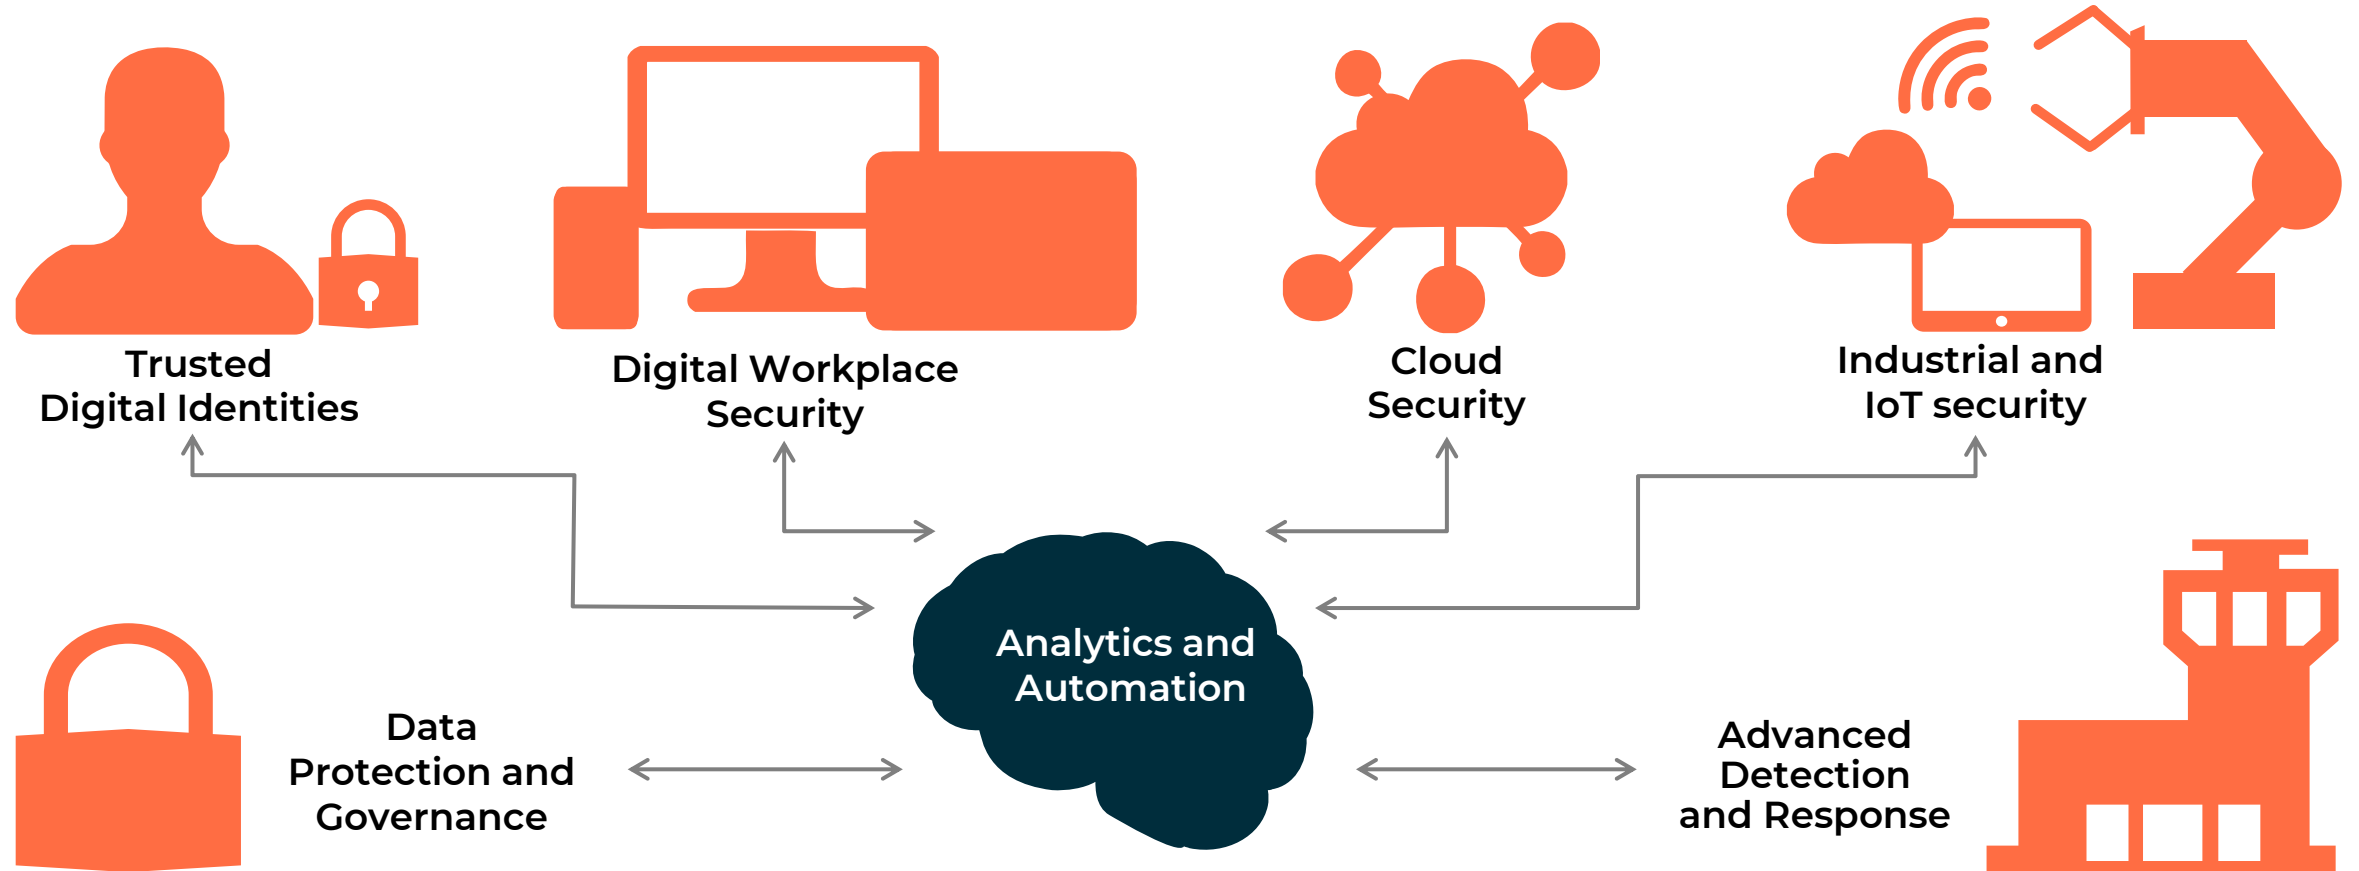 Trusted
Digital Identities
Digital Workplace
Security
Cloud
Security
Industrial and
IoT security
Analytics and
Automation
Data
Protection and
Governance
Advanced
Detection
and Response